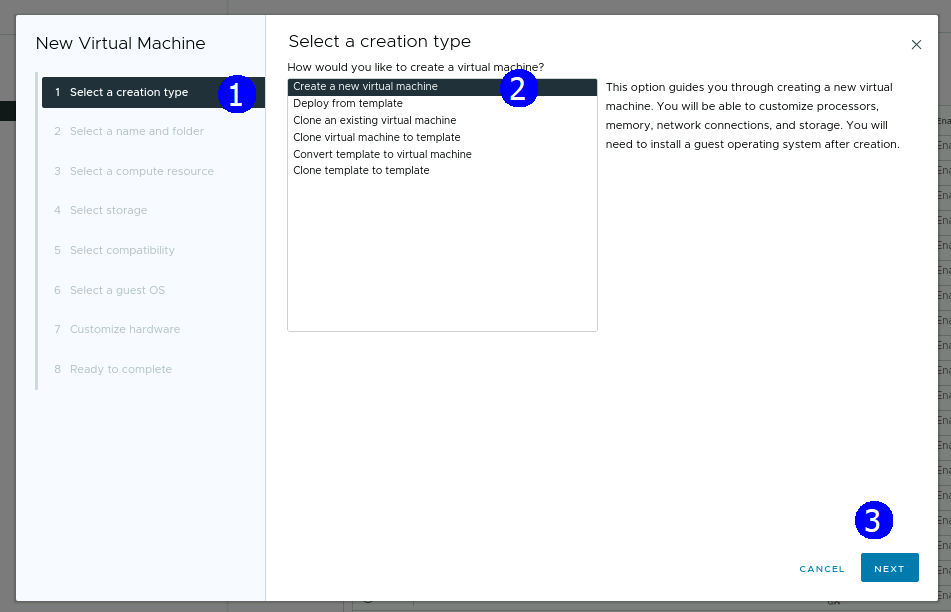 New Virtual Machine
1 Select a creation type
1
2 Select a name and folder
3 Select a compute resource
4 Select storage
5 Select compatibility
6 Select a guest OS
7 Customize hardware
8 Ready to complete
Select a creation type
How would you like to create a virtual machine?
Create a new virtual machine
2
Deploy from template
Clone an existing virtual machine
Clone virtual machine to template
Convert template to virtual machine
Clone template to template
This option guides you through creating a new virtual
machine. You will be able to customize processors,
memory, network connections, and storage. You will
need to install a guest operating system after creation.
3
CANCEL
NEXT